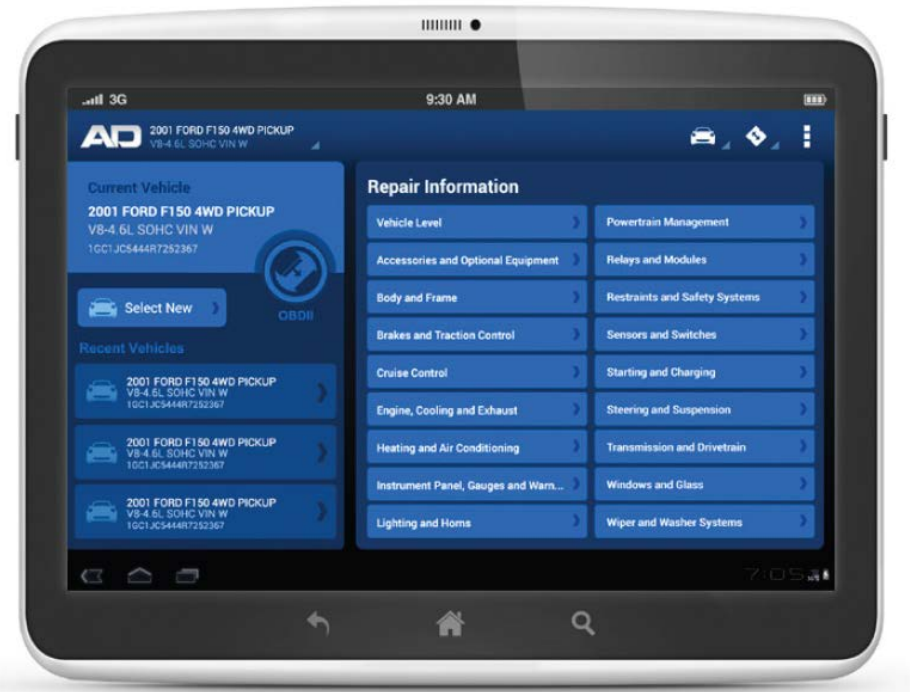 3G
9:30 AM
AD
2001 FORD F150 4WD PICKUP
V8-4.6L SOHC VIN W
Current Vehicle
2001 FORD F150 4WD PICKUP
V8-4.6L SOHC VIN W
1GC1JC5444R7252367
OBDII
Select New
Recent Vehicles
2001 FORD F150 4WD PICKUP
V8-4.6L SOHC VIN W
1GC1JC5444R7252367
2001 FORD F150 4WD PICKUP
V8-4.6L SOHC VIN W
1GC1JC5444R7252367
2001 FORD F150 4WD PICKUP
V8-4.6L SOHC VIN W
1GC1JC5444R7252367
Repair Information
Vehicle Level
Accessories and Optional Equipment
Body and Frame
Brakes and Traction Control
Cruise Control
Engine, Cooling and Exhaust
Heating and Air Conditioning
Instrument Panel, Gauges and Warn...
Lighting and Horns
Powertrain Management
Relays and Modules
Restraints and Safety Systems
Sensors and Switches
Starting and Charging
Steering and Suspension
Transmission and Drivetrain
Windows and Glass
Wiper and Washer Systems
7:05